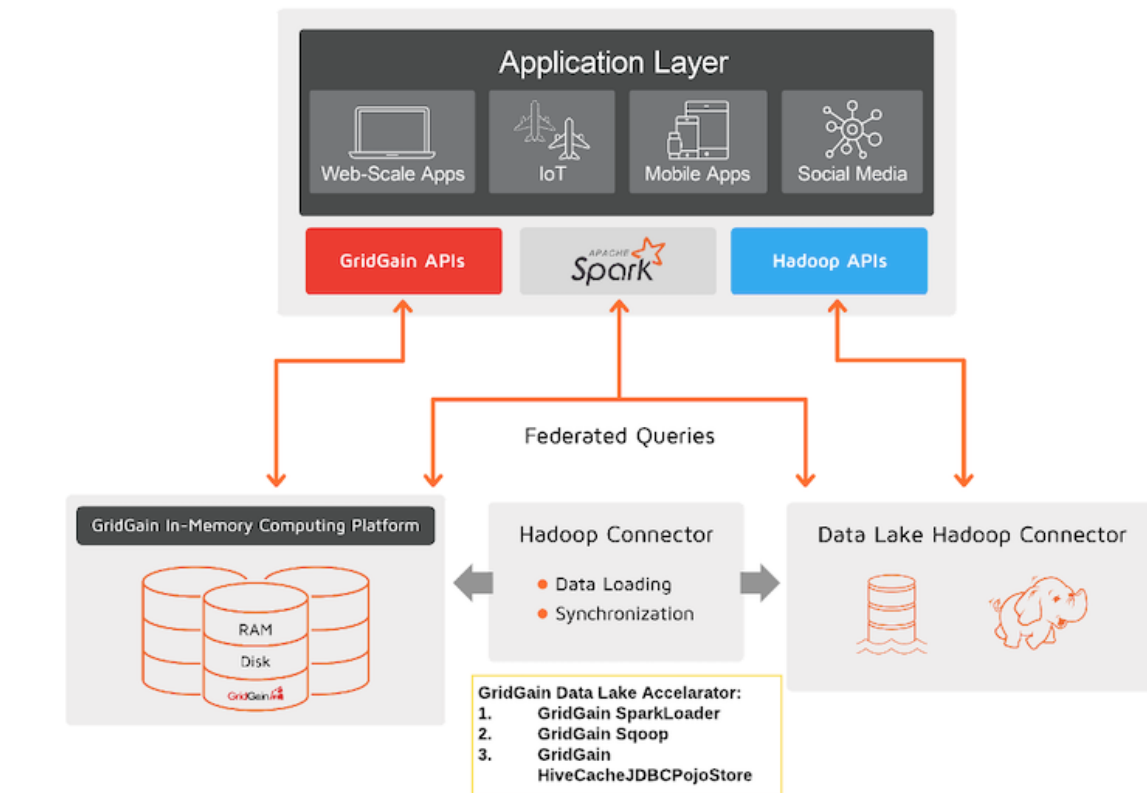 Application Layer
Web-Scale Apps
IoT
Mobile Apps
Social Media
GridGain APIs
APACHE
Spark
Hadoop APIs
Federated Queries
GridGain In-Memory Computing Platform
RAM
Disk
GridGain
Hadoop Connector
Data Loading
Synchronization
Data Lake Hadoop Connector
GridGain Data Lake Accelarator:
1. GridGain SparkLoader
2. GridGain Sqoop
3. GridGain
HiveCacheJDBCPojoStore